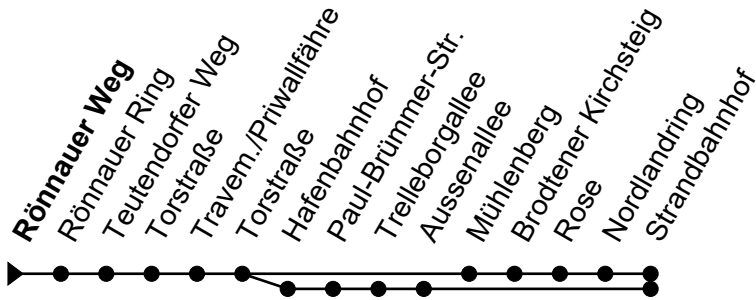 Rönnauer Weg
Rönnauer Ring
Teutendorfer Weg
Torstraße
Travem./Priwallfähre
Torstraße
Hafenbahnhof
Paul-Brümmer-Str.
Trelleborgallee
Aussenallee
Mühlenberg
Brodtener Kirchsteig
Rose
Nordlandring
Strandbahnhof